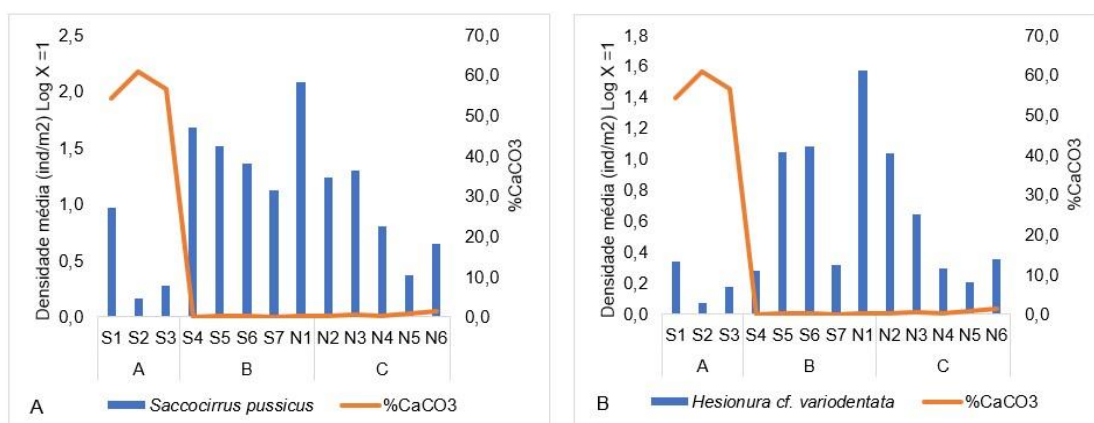 Densidade média (ind/m2) Log X =1
2,5
2,0
1,5
1,0
0,5
0,0
70,0
60,0
50,0
40,0
30,0
20,0
10,0
0,0
%CaCO3
S1 S2 S3 S4 S5 S6 S7 N1 N2 N3 N4 N5 N6
A B C
A
Saccocirrus pussicus %CaCO3
Densidade média (ind/m2) Log X =1
1,8
1,6
1,4
1,2
1,0
0,8
0,6
0,4
0,2
0,0
70,0
60,0
50,0
40,0
30,0
20,0
10,0
0,0
%CaCO3
S1 S2 S3 S4 S5 S6 S7 N1 N2 N3 N4 N5 N6
A B C
B
Hesionura cf. variodentata %CaCO3